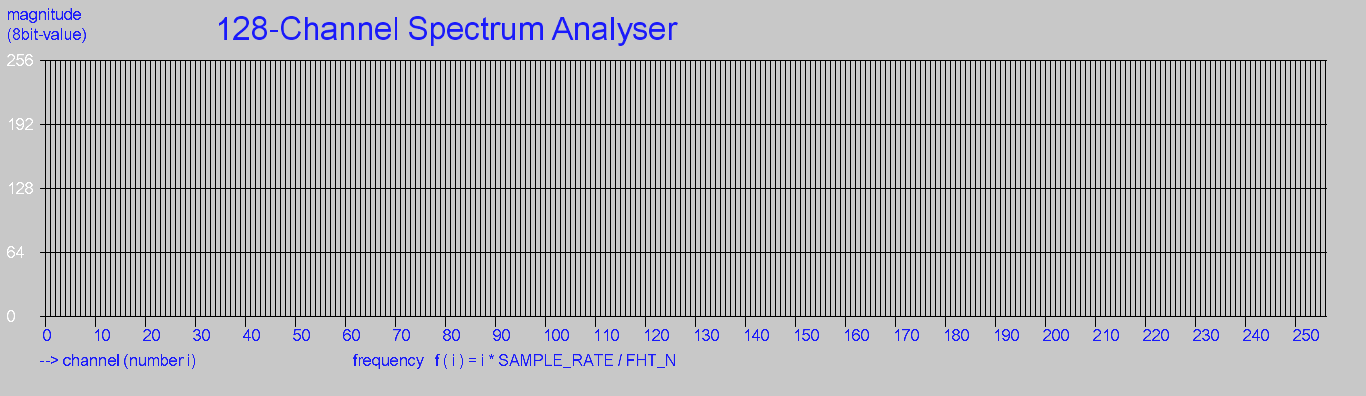 magnitude
(8bit-value)
128-Channel Spectrum Analyser
256
192
128
64
0
0 10 20 30 40 50 60 70 80 90 100 110 120 130 140 150 160 170 180 190 200 210 220 230 240 250
--> channel (number i)
frequency f ( i ) = i * SAMPLE_RATE / FHT_N